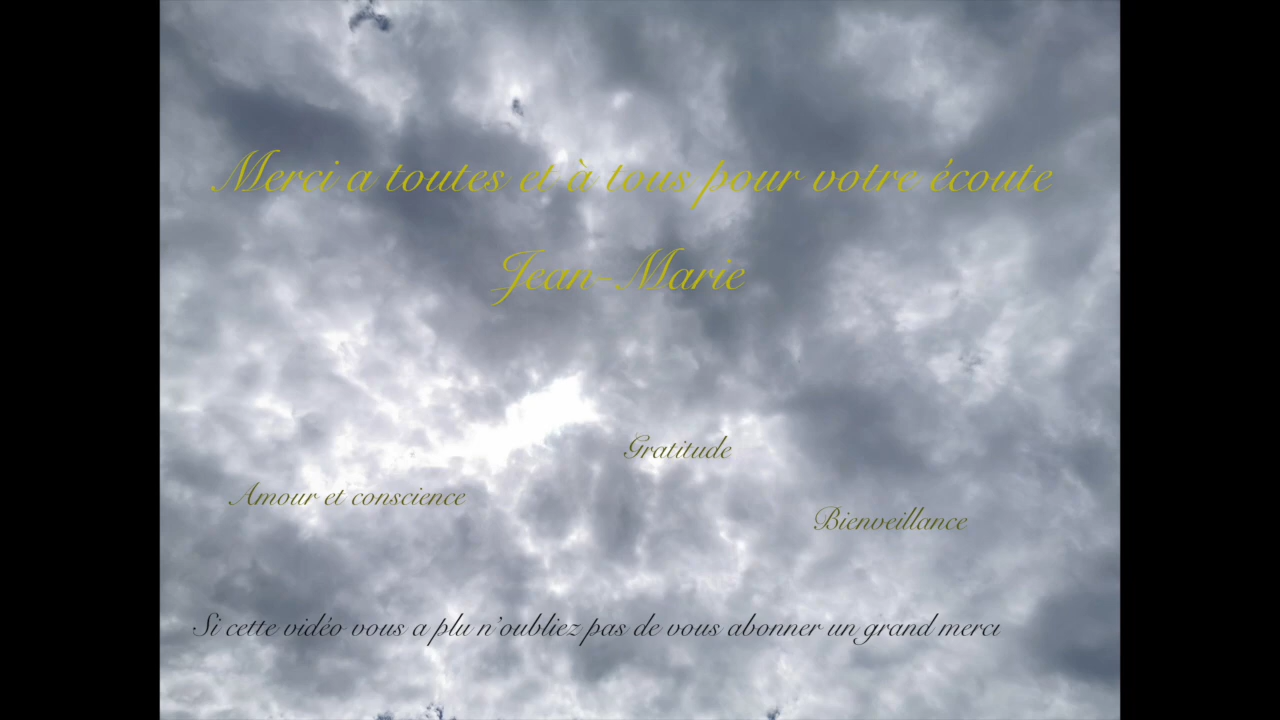 Merci a toutes et à tous pour votre écoute
Jean-Marie
Gratitude
Amour et conscience
Bienveillance
Si cette vidéo vous a plu n'oubliez pas de vous abonner un grand merci